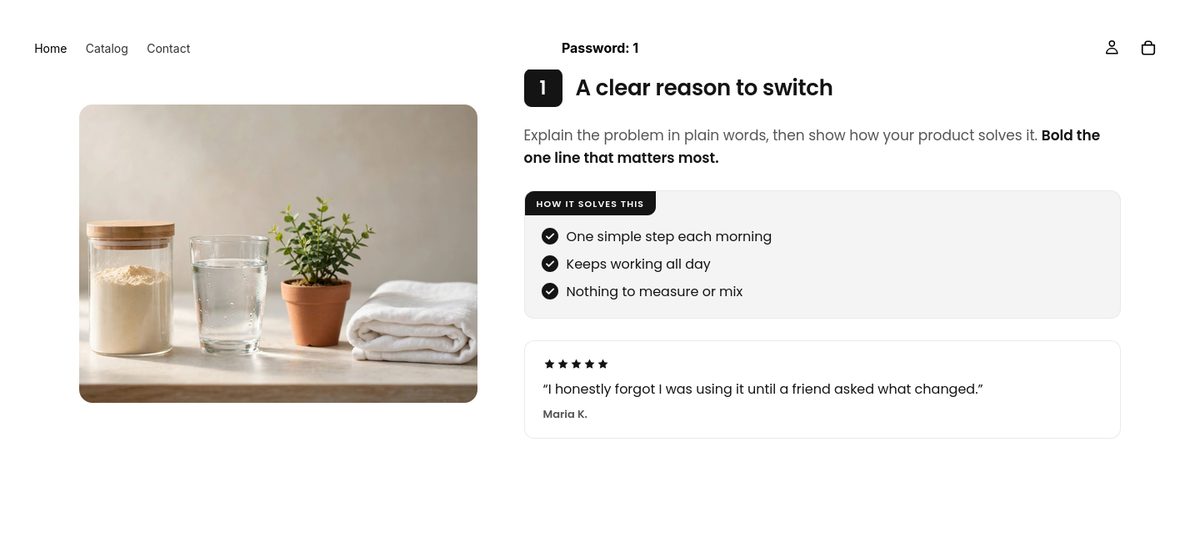 Home Catalog Contact
Password: 1
1 A clear reason to switch
Explain the problem in plain words, then show how your product solves it. Bold the
one line that matters most.
HOW IT SOLVES THIS
One simple step each morning
Keeps working all day
Nothing to measure or mix
“I honestly forgot I was using it until a friend asked what changed.”
Maria K.